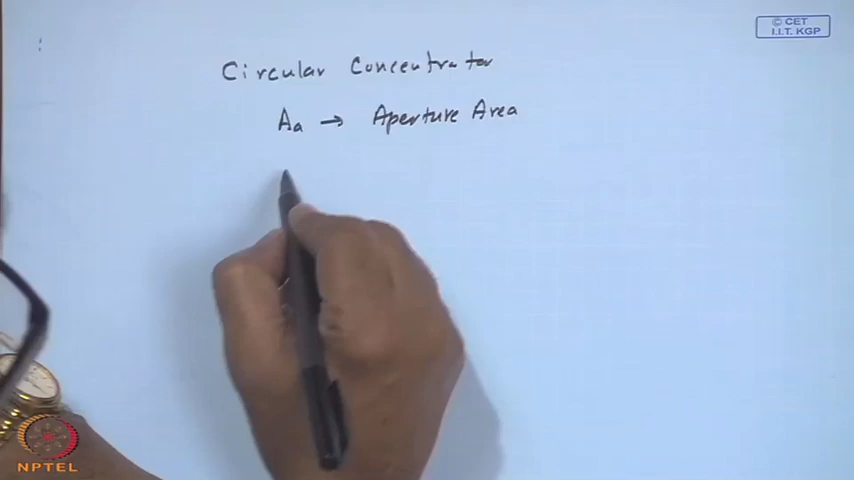 © CET
I.I.T. KGP
Circular Concentrator
Aa → Aperture Area
NPTEL